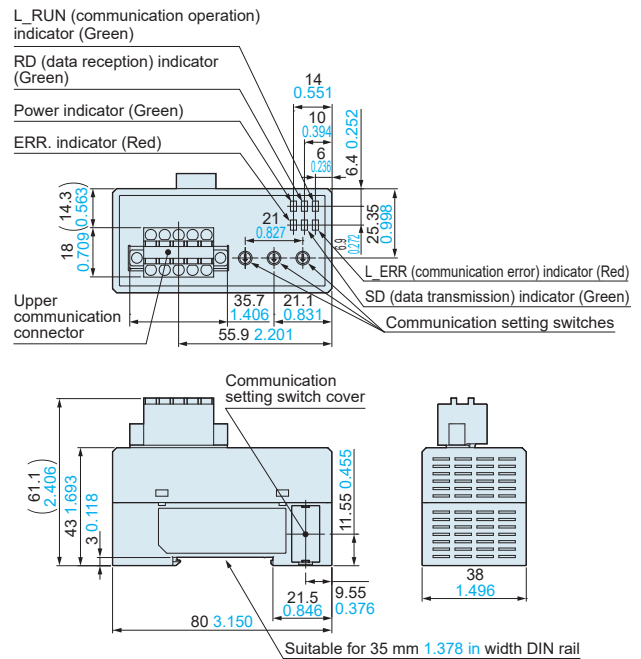 L_RUN (communication operation)
indicator (Green)
RD (data reception) indicator
(Green)
Power indicator (Green)
ERR. indicator (Red)
14
0.551
10
0.394
6
0.236
6.4 0.252
(14.3)
(0.563)
18
0.709
21
0.827
6.9
0.272
25.35
0.998
L_ERR (communication error) indicator (Red)
SD (data transmission) indicator (Green)
Communication setting switches
Upper
communication
connector
35.7
1.406
21.1
0.831
55.9 2.201
Communication
setting switch cover
(61.1)
(2.406)
43 1.693
3 0.118
11.55 0.455
21.5
0.846
9.55
0.376
80 3.150
38
1.496
Suitable for 35 mm 1.378 in width DIN rail